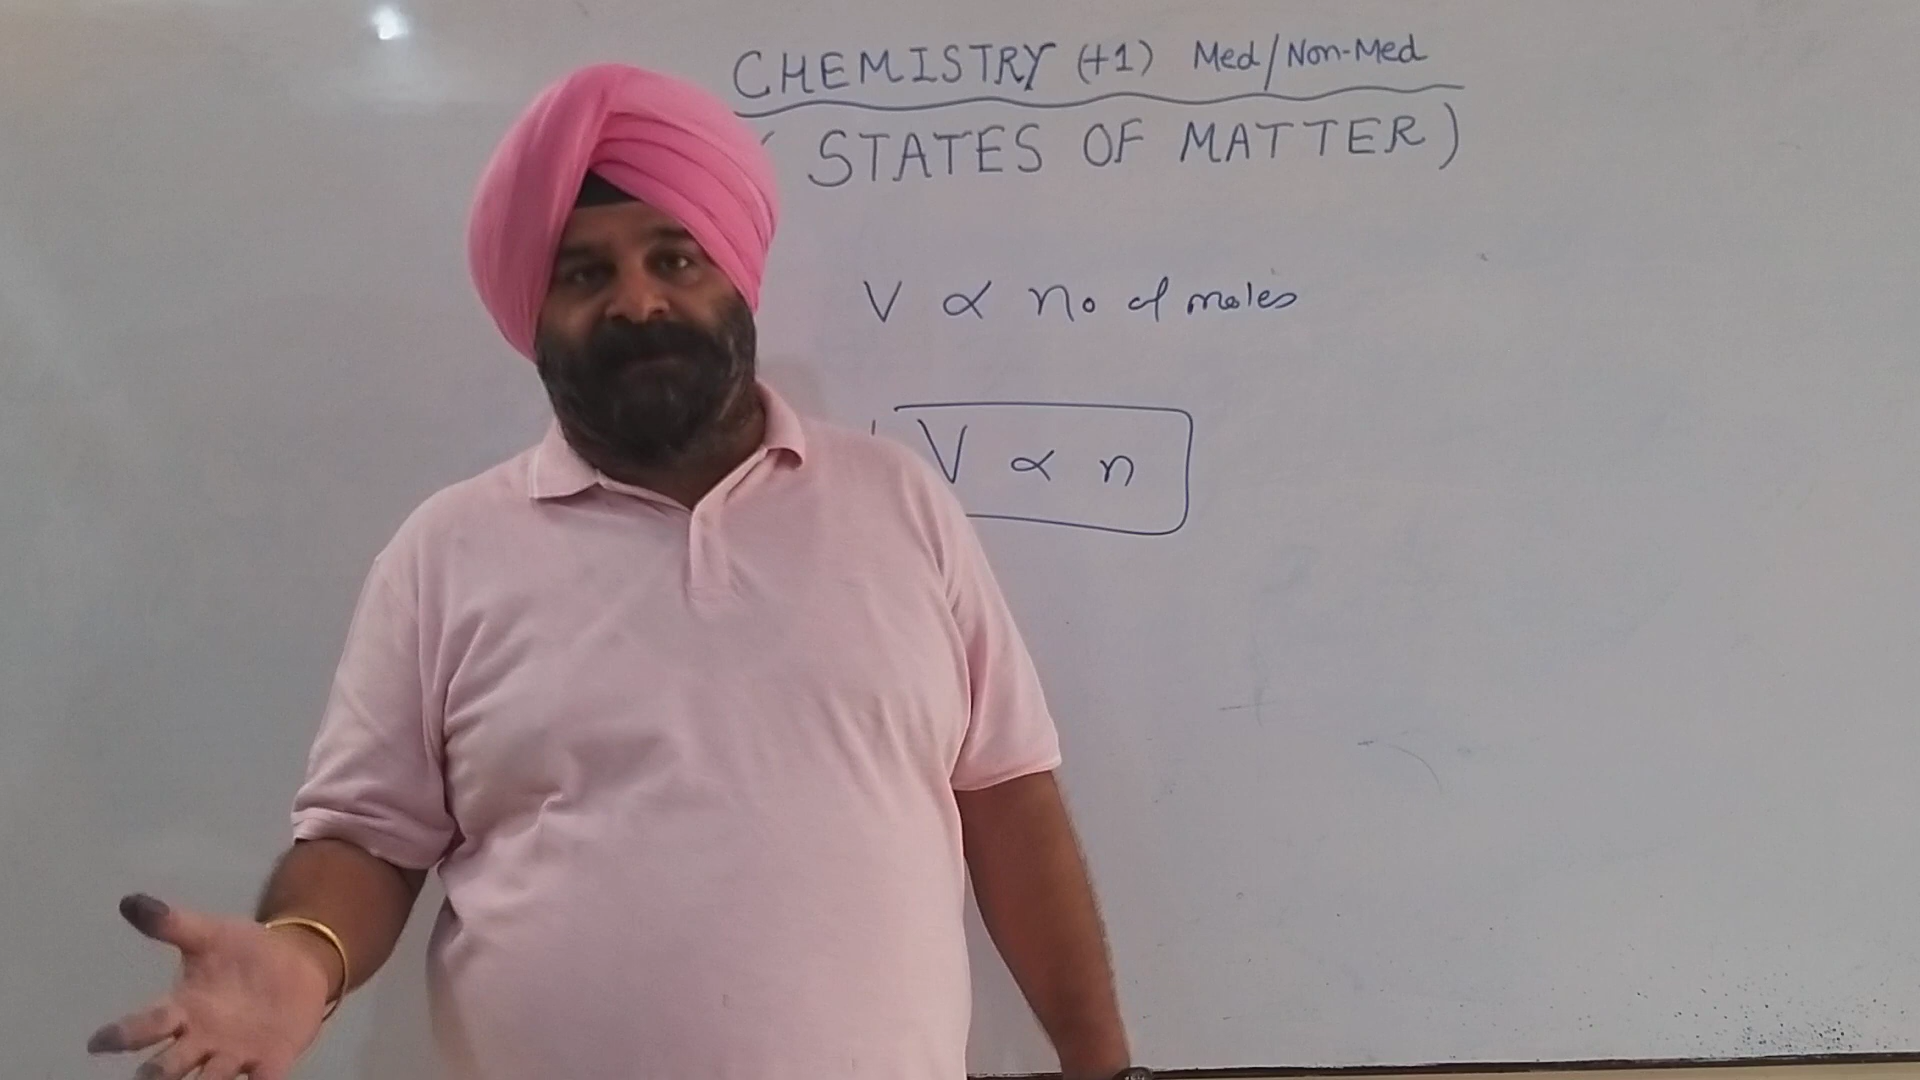 CHEMISTRY (+1) Med/Non-Med
(STATES OF MATTER)
V ∝ no of moles
V ∝ n